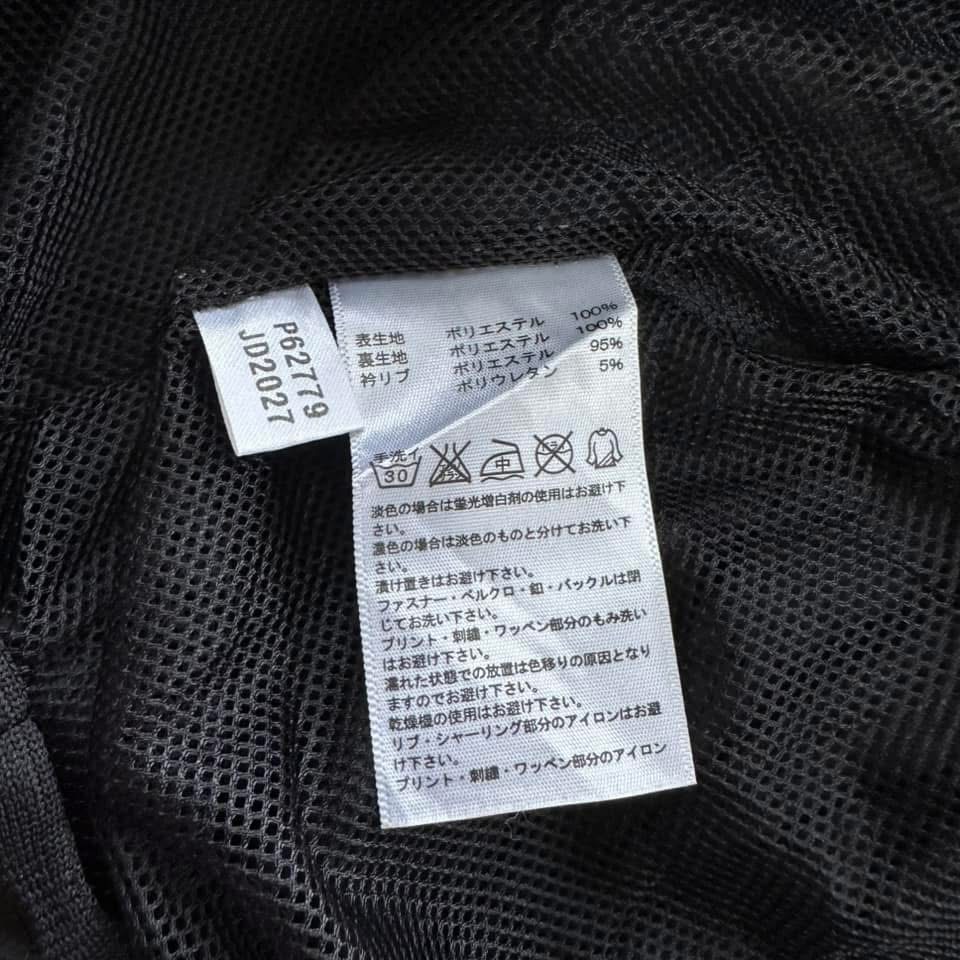 P62779
JD2027
表生地 ポリエステル 100%
裏生地 ポリエステル 100%
衿リブ ポリエステル 95%
ポリウレタン 5%
手洗イ
30
中
淡色の場合は蛍光増白剤の使用はお避け下
さい。
濃色の場合は淡色のものと分けてお洗い下
さい。
漬け置きはお避け下さい。
ファスナー・ベルクロ・釦・バックルは閉
じてお洗い下さい。
プリント・刺繍・ワッペン部分のもみ洗い
はお避け下さい。
濡れた状態での放置は色移りの原因となり
ますのでお避け下さい。
乾燥機の使用はお避け下さい。
リブ・シャーリング部分のアイロンはお避
け下さい。
プリント・刺繍・ワッペン部分のアイロン